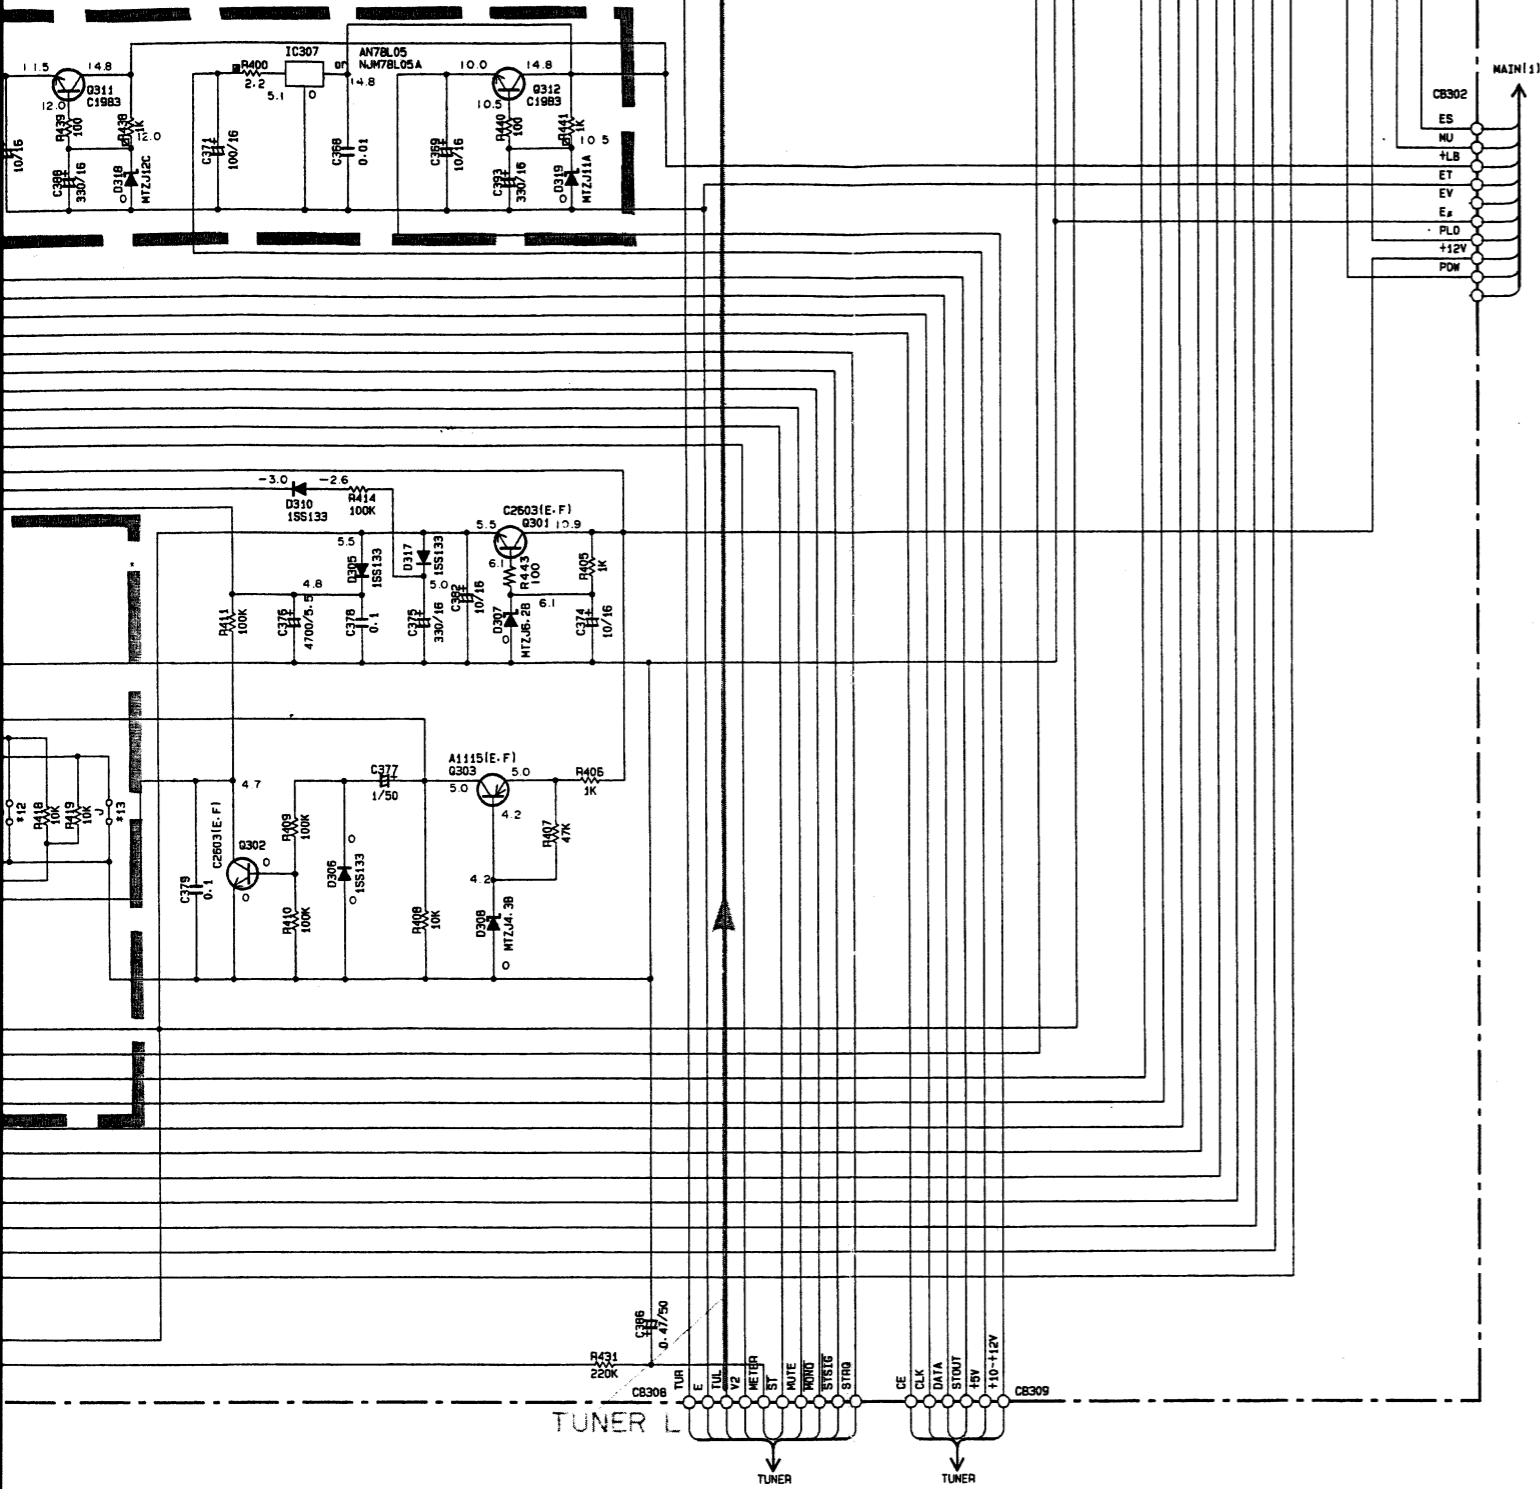 IC307
AN78L05
or NJM78L05A
11.5
14.8
R400
2.2
5.1
0
14.8
10.0
14.8
Q311
C1983
12.0
R439
100
R438
1K
12.0
C371
100/16
C368
0.01
C369
10/16
Q312
C1983
10.5
R440
100
R441
1K
10.5
10/16
C388
330/16
D318
MTZJ12C
0
C393
330/16
D319
MTZJ11A
0
MAIN(1)
CB302
ES
MU
+LB
ET
EV
PLD
+12V
PDW
-3.0
-2.6
D310
1SS133
R414
100K
C2603(E.F)
5.5
Q301
10.9
5.5
D305
1SS133
D317
1SS133
6.1
R443
100
R405
1K
4.8
5.0
C382
10/16
6.1
R411
100K
C376
4700/5.5
C378
0.1
C375
330/16
D307
MTZJ6.2B
0
C374
10/16
A1115(E.F)
C377
Q303
5.0
R406
1/50
5.0
1K
4.7
4.2
*12
R418
10K
R419
10K
J
*13
C2603(E.F)
Q302
0
0
R409
100K
0
R407
47K
C379
0.1
R410
100K
D306
1SS133
0
4.2
R408
10K
D308
MTZJ4.3B
0
C386
0.47/50
R431
220K
CB308
TUR
E
TUL
V2
METER
ST
MUTE
MONO
STSIG
STRQ
CE
CLK
DATA
STOUT
+5V
+10-+12V
CB309
TUNER L
TUNER
TUNER